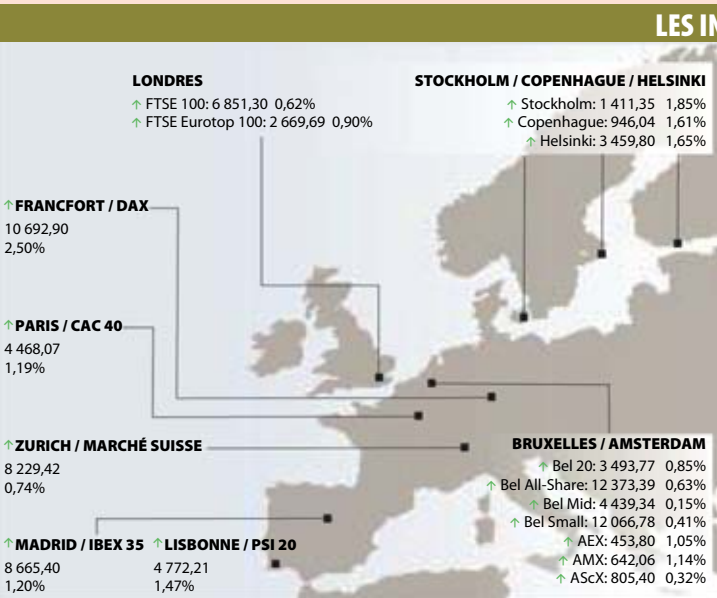 LES IN
LONDRES
↑ FTSE 100: 6 851,30 0,62%
↑ FTSE Eurotop 100: 2 669,69 0,90%
STOCKHOLM / COPENHAGUE / HELSINKI
↑ Stockholm: 1 411,35 1,85%
↑ Copenhague: 946,04 1,61%
↑ Helsinki: 3 459,80 1,65%
↑ FRANCFORT / DAX
10 692,90
2,50%
↑ PARIS / CAC 40
4 468,07
1,19%
↑ ZURICH / MARCHÉ SUISSE
8 229,42
0,74%
↑ MADRID / IBEX 35
8 665,40
1,20%
↑ LISBONNE / PSI 20
4 772,21
1,47%
BRUXELLES / AMSTERDAM
↑ Bel 20: 3 493,77 0,85%
↑ Bel All-Share: 12 373,39 0,63%
↑ Bel Mid: 4 439,34 0,15%
↑ Bel Small: 12 066,78 0,41%
↑ AEX: 453,80 1,05%
↑ AMX: 642,06 1,14%
↑ AScX: 805,40 0,32%